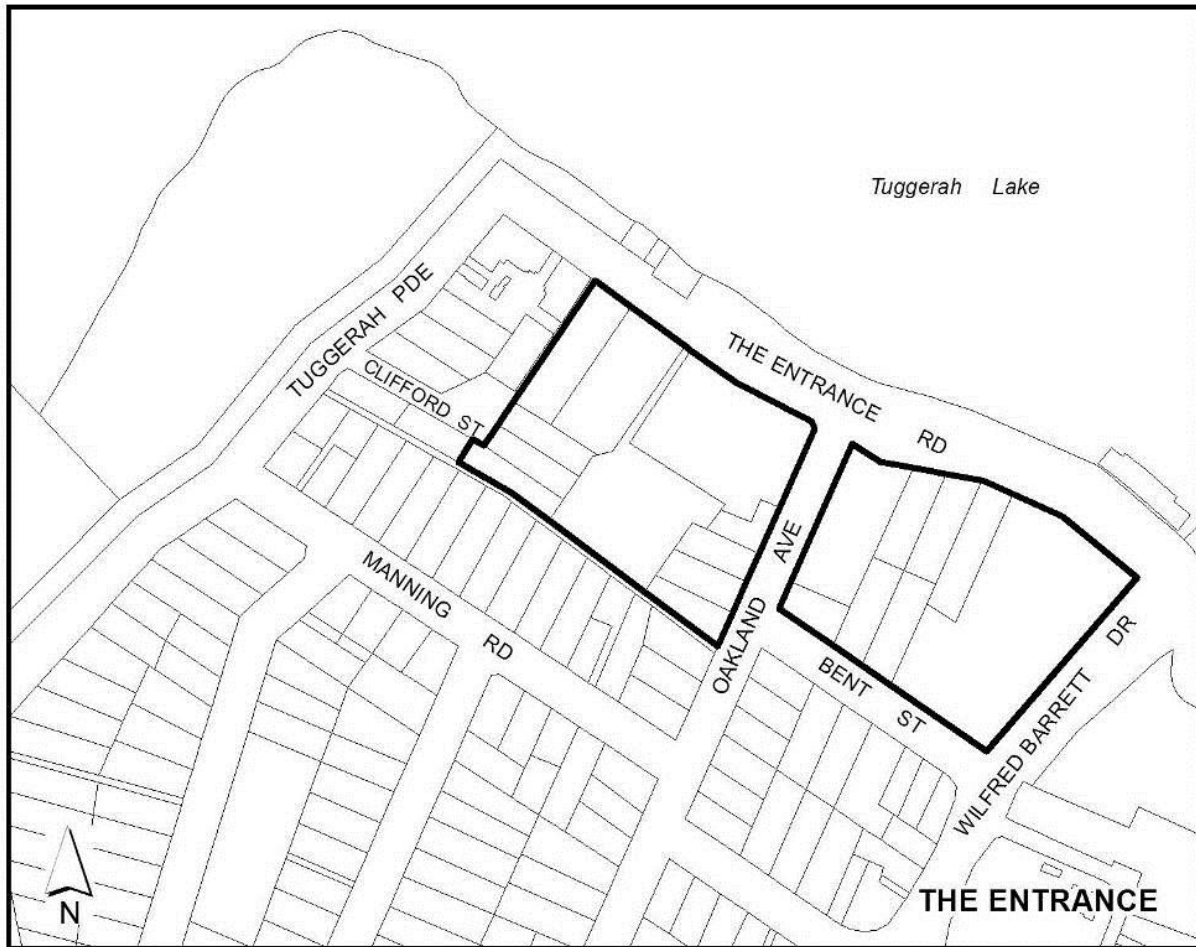 Tuggerah Lake
TUGGERAH PDE
CLIFFORD ST
THE ENTRANCE RD
MANNING RD
OAKLAND AVE
BENT ST
WILFRED BARRETT DR
N
THE ENTRANCE